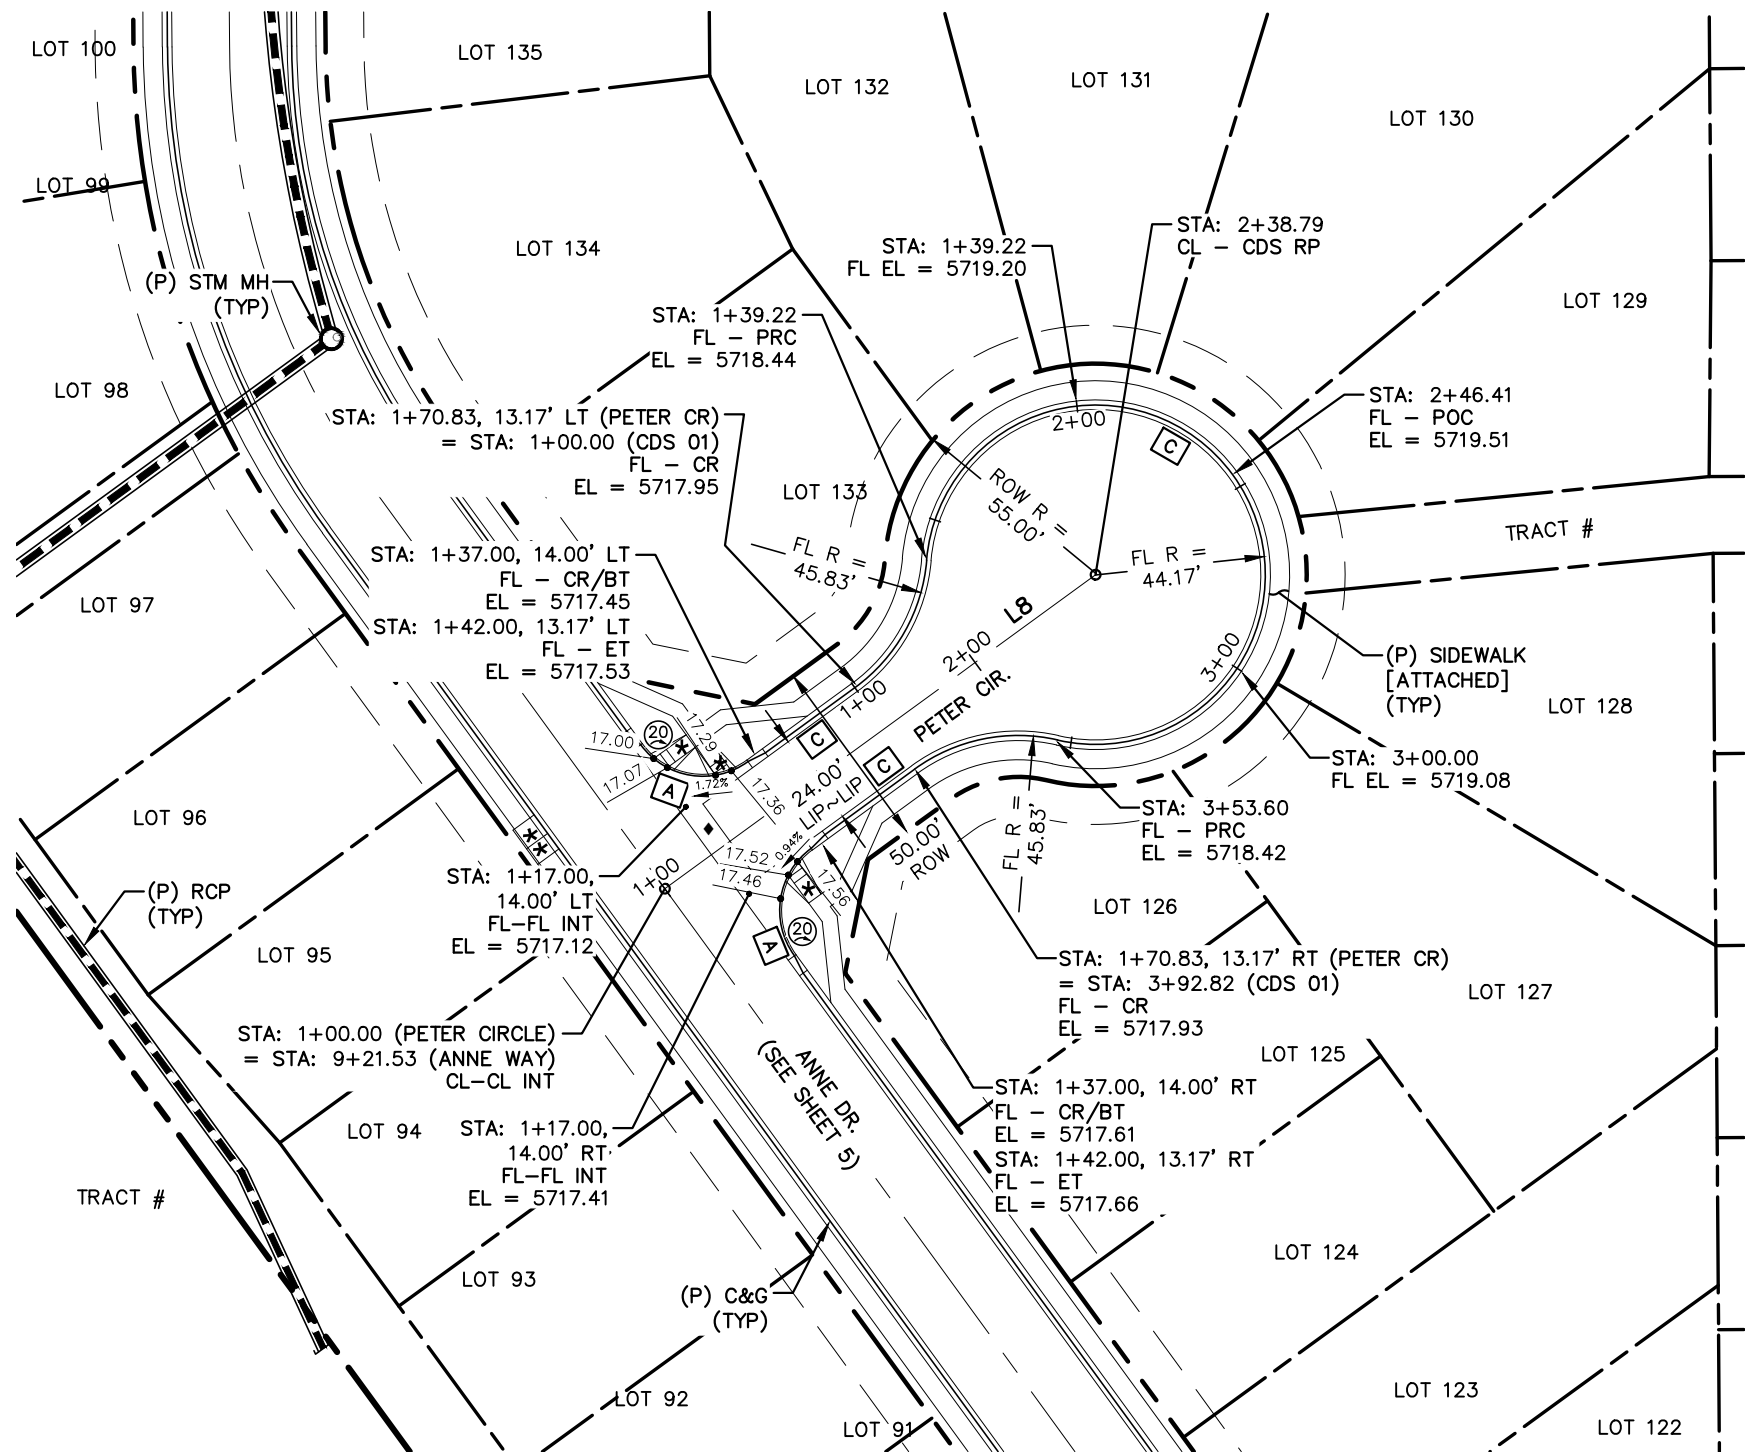 LOT 100
LOT 135
LOT 132
LOT 131
LOT 130
LOT 99
LOT 134
STA: 2+38.79
CL - CDS RP
STA: 1+39.22
FL EL = 5719.20
(P) STM MH
(TYP)
LOT 129
STA: 1+39.22
FL - PRC
EL = 5718.44
LOT 98
STA: 2+46.41
FL - POC
EL = 5719.51
STA: 1+70.83, 13.17' LT (PETER CR)
= STA: 1+00.00 (CDS 01)
FL - CR
EL = 5717.95
2+00
C
LOT 133
ROW R =
55.00'
TRACT #
FL R =
45.83'
FL R =
44.17'
STA: 1+37.00, 14.00' LT
FL - CR/BT
EL = 5717.45
STA: 1+42.00, 13.17' LT
FL - ET
EL = 5717.53
LOT 97
L8
2+00
PETER CIR.
3+00
(P) SIDEWALK
[ATTACHED]
(TYP)
1+00
LOT 128
17.00
20
*
17.29
*
C
17.07
A
1.72%
17.36
24.00'
LIP~LIP
C
STA: 3+00.00
FL EL = 5719.08
LOT 96
**
50.00'
ROW
FL R =
45.83'
STA: 3+53.60
FL - PRC
EL = 5718.42
0.94%
17.52
17.46
*
17.56
1+00
(P) RCP
(TYP)
STA: 1+17.00,
14.00' LT
FL-FL INT
EL = 5717.12
LOT 126
20
A
LOT 95
STA: 1+70.83, 13.17' RT (PETER CR)
= STA: 3+92.82 (CDS 01)
FL - CR
EL = 5717.93
LOT 127
STA: 1+00.00 (PETER CIRCLE)
= STA: 9+21.53 (ANNE WAY)
CL-CL INT
ANNE DR.
(SEE SHEET 5)
LOT 125
STA: 1+37.00, 14.00' RT
FL - CR/BT
EL = 5717.61
STA: 1+42.00, 13.17' RT
FL - ET
EL = 5717.66
LOT 94
STA: 1+17.00,
14.00' RT
FL-FL INT
EL = 5717.41
TRACT #
LOT 124
LOT 93
(P) C&G
(TYP)
LOT 92
LOT 123
LOT 91
LOT 122